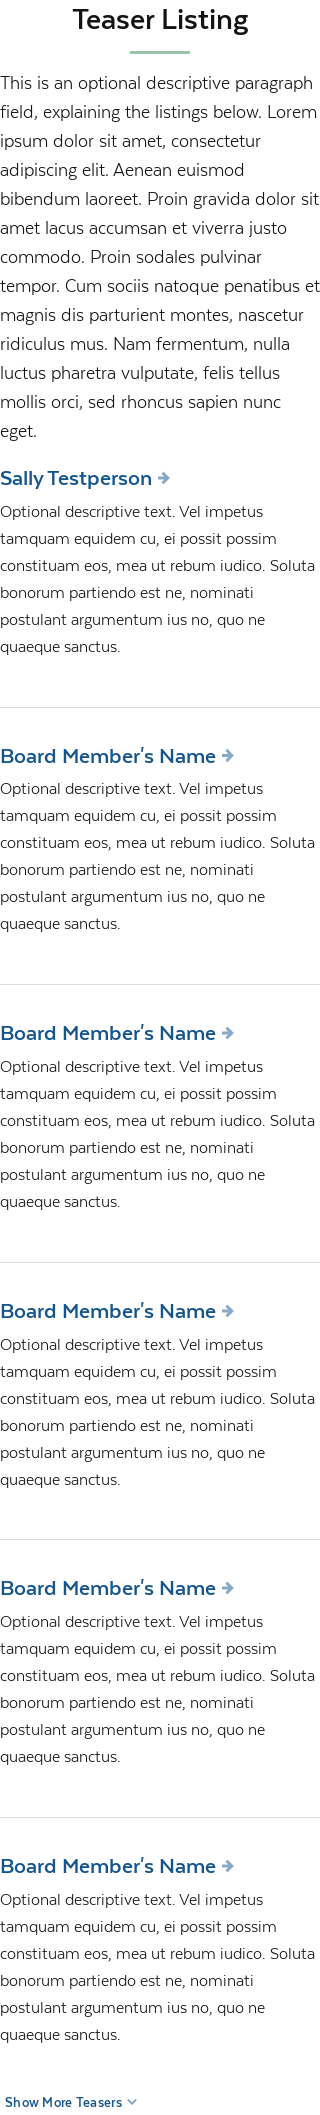 Teaser Listing
This is an optional descriptive paragraph
field, explaining the listings below. Lorem
ipsum dolor sit amet, consectetur
adipiscing elit. Aenean euismod
bibendum laoreet. Proin gravida dolor sit
amet lacus accumsan et viverra justo
commodo. Proin sodales pulvinar
tempor. Cum sociis natoque penatibus et
magnis dis parturient montes, nascetur
ridiculus mus. Nam fermentum, nulla
luctus pharetra vulputate, felis tellus
mollis orci, sed rhoncus sapien nunc
eget.
Sally Testperson
Optional descriptive text. Vel impetus
tamquam equidem cu, ei possit possim
constituam eos, mea ut rebum iudico. Soluta
bonorum partiendo est ne, nominati
postulant argumentum ius no, quo ne
quaeque sanctus.
Board Member's Name
Optional descriptive text. Vel impetus
tamquam equidem cu, ei possit possim
constituam eos, mea ut rebum iudico. Soluta
bonorum partiendo est ne, nominati
postulant argumentum ius no, quo ne
quaeque sanctus.
Board Member's Name
Optional descriptive text. Vel impetus
tamquam equidem cu, ei possit possim
constituam eos, mea ut rebum iudico. Soluta
bonorum partiendo est ne, nominati
postulant argumentum ius no, quo ne
quaeque sanctus.
Board Member's Name
Optional descriptive text. Vel impetus
tamquam equidem cu, ei possit possim
constituam eos, mea ut rebum iudico. Soluta
bonorum partiendo est ne, nominati
postulant argumentum ius no, quo ne
quaeque sanctus.
Board Member's Name
Optional descriptive text. Vel impetus
tamquam equidem cu, ei possit possim
constituam eos, mea ut rebum iudico. Soluta
bonorum partiendo est ne, nominati
postulant argumentum ius no, quo ne
quaeque sanctus.
Board Member's Name
Optional descriptive text. Vel impetus
tamquam equidem cu, ei possit possim
constituam eos, mea ut rebum iudico. Soluta
bonorum partiendo est ne, nominati
postulant argumentum ius no, quo ne
quaeque sanctus.
Show More Teasers